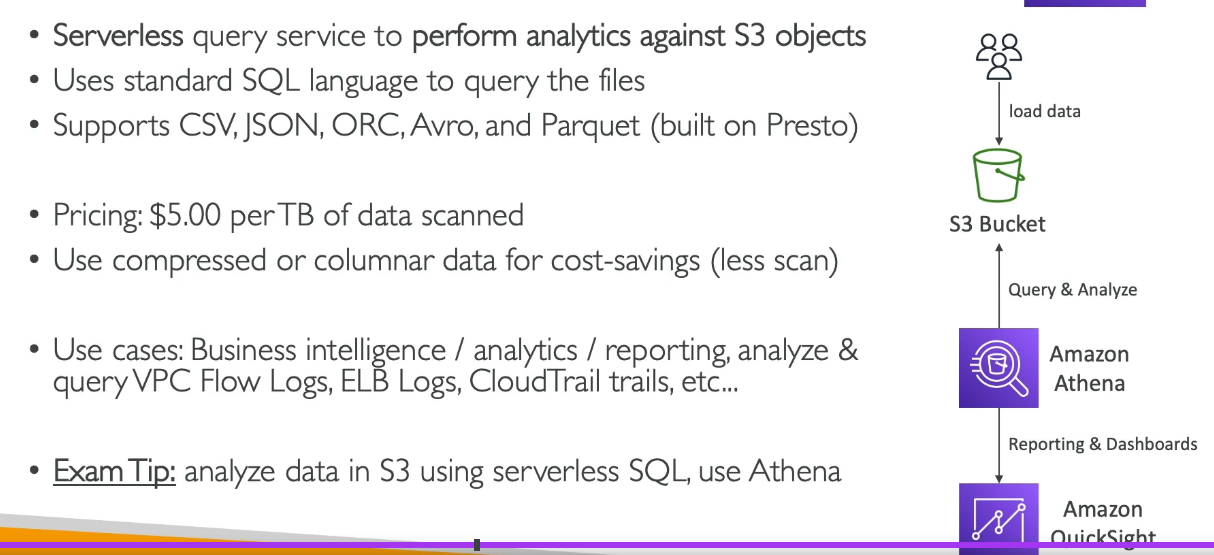 • Serverless query service to perform analytics against S3 objects
• Uses standard SQL language to query the files
• Supports CSV, JSON, ORC, Avro, and Parquet (built on Presto)
• Pricing: $5.00 per TB of data scanned
• Use compressed or columnar data for cost-savings (less scan)
• Use cases: Business intelligence / analytics / reporting, analyze &
query VPC Flow Logs, ELB Logs, CloudTrail trails, etc...
• Exam Tip: analyze data in S3 using serverless SQL, use Athena
load data
S3 Bucket
Query & Analyze
Amazon
Athena
Reporting & Dashboards
Amazon
QuickSight